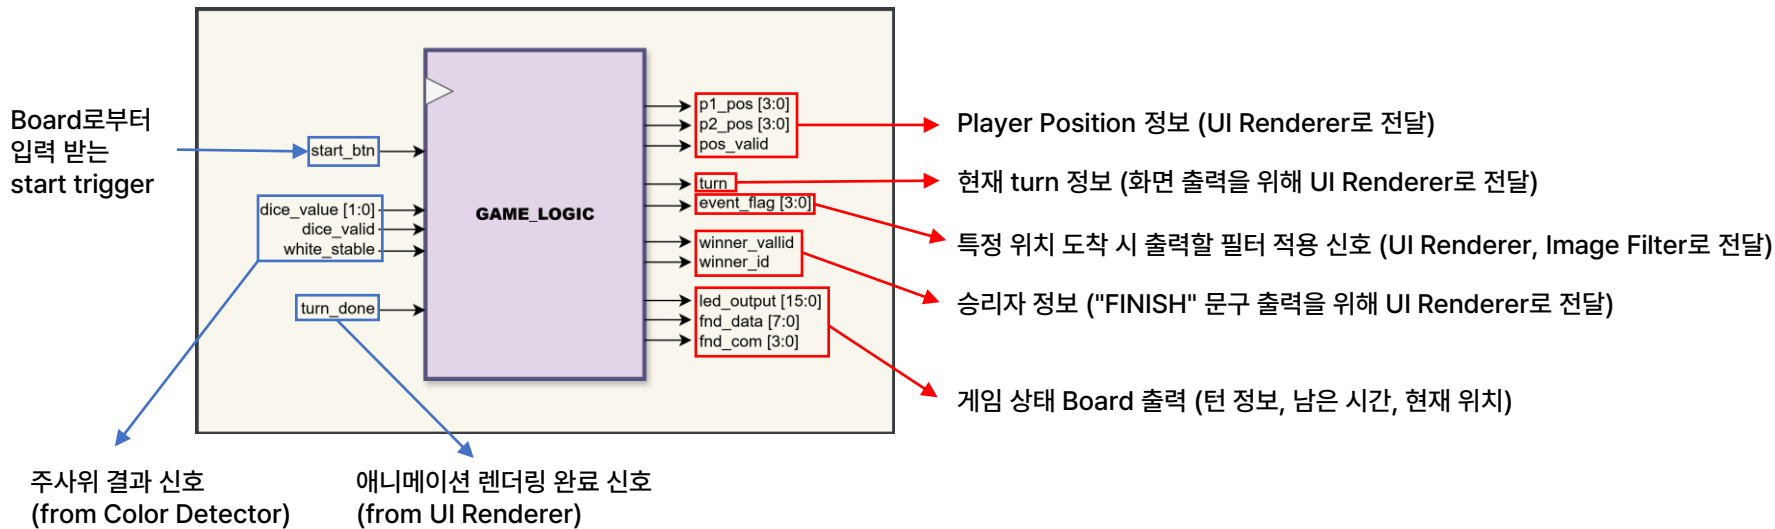 Board로부터
입력 받는
start trigger
start_btn
dice_value [1:0]
dice_valid
white_stable
turn_done
GAME_LOGIC
p1_pos [3:0]
p2_pos [3:0]
pos_valid
turn
event_flag [3:0]
winner_vallid
winner_id
led_output [15:0]
fnd_data [7:0]
fnd_com [3:0]
Player Position 정보 (UI Renderer로 전달)
현재 turn 정보 (화면 출력을 위해 UI Renderer로 전달)
특정 위치 도착 시 출력할 필터 적용 신호 (UI Renderer, Image Filter로 전달)
승리자 정보 ("FINISH" 문구 출력을 위해 UI Renderer로 전달)
게임 상태 Board 출력 (턴 정보, 남은 시간, 현재 위치)
주사위 결과 신호
(from Color Detector)
애니메이션 렌더링 완료 신호
(from UI Renderer)